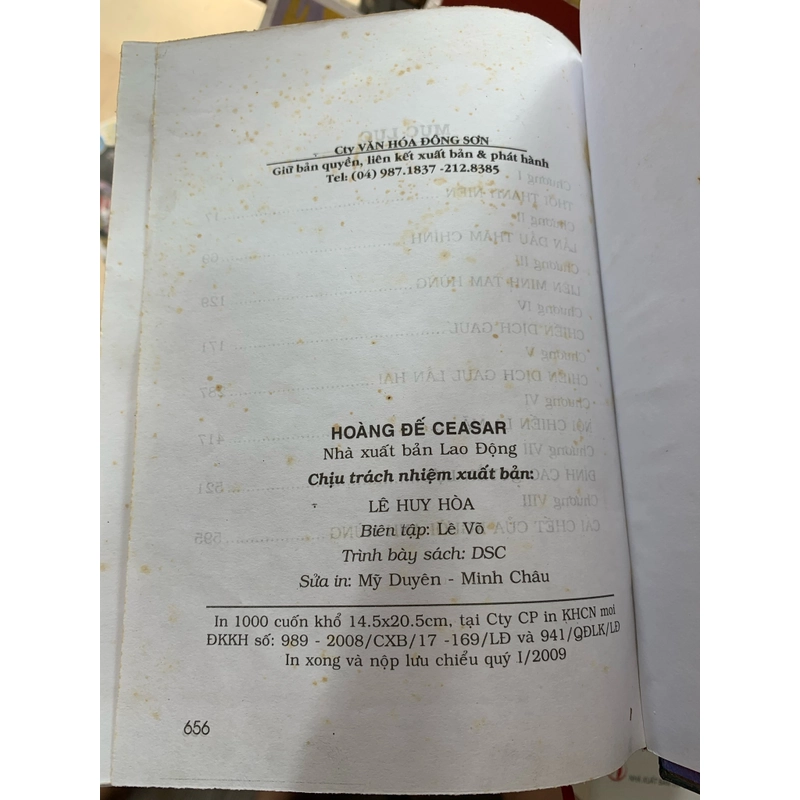 Cty VĂN HÓA ĐÔNG SƠN
Giữ bản quyền, liên kết xuất bản & phát hành
Tel: (04) 987.1837 -212.8385
HOÀNG ĐẾ CEASAR
Nhà xuất bản Lao Động
Chịu trách nhiệm xuất bản:
LÊ HUY HÒA
Biên tập: Lê Võ
Trình bày sách: DSC
Sửa in: Mỹ Duyên - Minh Châu
In 1000 cuốn khổ 14.5x20.5cm, tại Cty CP in KHCN moi
ĐKKH số: 989 - 2008/CXB/17 -169/LĐ và 941/QĐLK/LĐ
In xong và nộp lưu chiểu quý I/2009
656